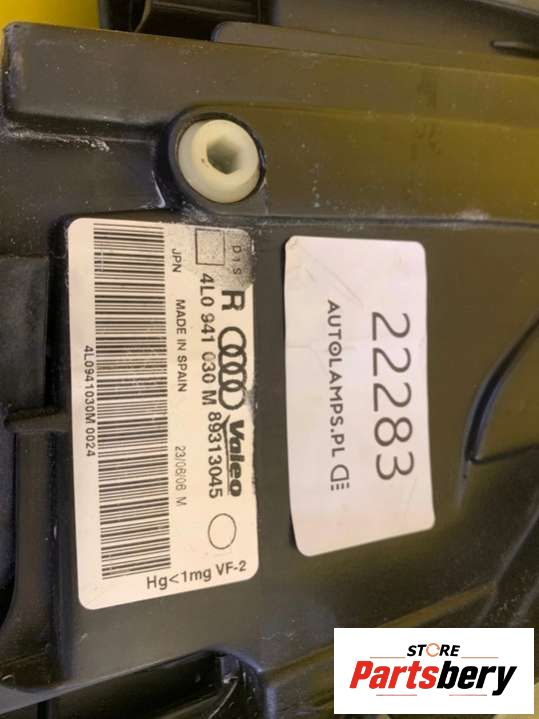 D1S
R Valeo
4L0 941 030 M 89313045
JPN MADE IN SPAIN 23/06/06 M
4L0941030M 0024
Hg<1mg VF-2
22283
AUTOLAMPS.PL
STORE
Partsbery